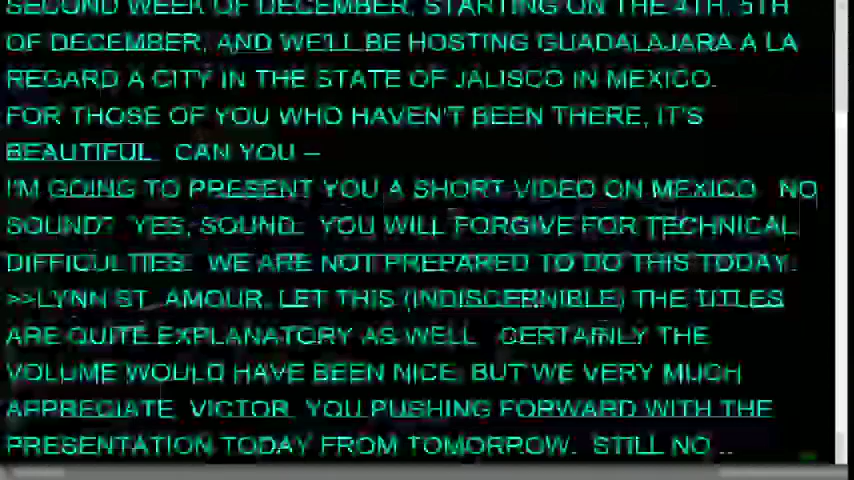 SECOND WEEK OF DECEMBER, STARTING ON THE 4TH, 5TH
OF DECEMBER, AND WE'LL BE HOSTING GUADALAJARA A LA
REGARD A CITY IN THE STATE OF JALISCO IN MEXICO.
FOR THOSE OF YOU WHO HAVEN'T BEEN THERE, IT'S
BEAUTIFUL. CAN YOU --
I'M GOING TO PRESENT YOU A SHORT VIDEO ON MEXICO. NO
SOUND? YES, SOUND. YOU WILL FORGIVE FOR TECHNICAL
DIFFICULTIES. WE ARE NOT PREPARED TO DO THIS TODAY.
>>LYNN ST. AMOUR: LET THIS (INDISCERNIBLE) THE TITLES
ARE QUITE EXPLANATORY AS WELL. CERTAINLY THE
VOLUME WOULD HAVE BEEN NICE, BUT WE VERY MUCH
APPRECIATE, VICTOR, YOU PUSHING FORWARD WITH THE
PRESENTATION TODAY FROM TOMORROW. STILL NO ..